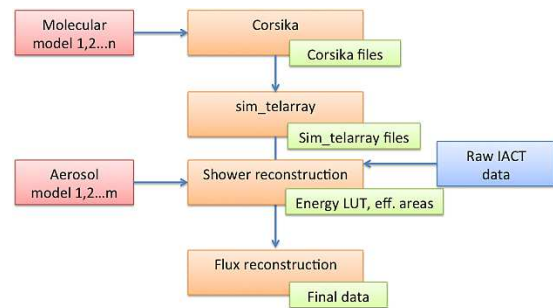 Molecular
model 1,2...n
Corsika
Corsika files
sim_telarray
Sim_telarray files
Aerosol
model 1,2...m
Shower reconstruction
Raw IACT
data
Energy LUT, eff. areas
Flux reconstruction
Final data